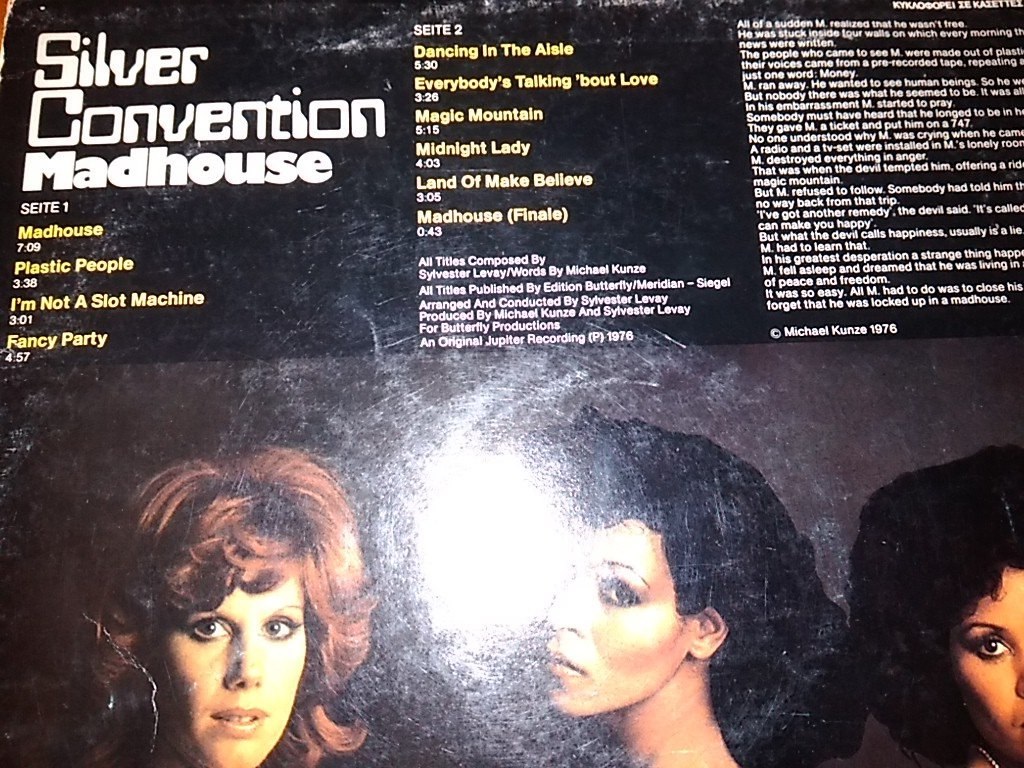 Silver
Convention
Madhouse
SEITE 1
Madhouse
7:09
Plastic People
3.38
I'm Not A Slot Machine
3:01
Fancy Party
4:57
SEITE 2
Dancing In The Aisle
5:30
Everybody's Talking 'bout Love
3:26
Magic Mountain
5:15
Midnight Lady
4:03
Land Of Make Believe
3:05
Madhouse (Finale)
0:43
All Titles Composed By
Sylvester Levay/Words By Michael Kunze
All Titles Published By Edition Butterfly/Meridian – Siegel
Arranged And Conducted By Sylvester Levay
Produced By Michael Kunze And Sylvester Levay
For Butterfly Productions
An Original Jupiter Recording (P) 1976
ΚΥΚΛΟΦΟΡΕΙ ΣΕ ΚΑΣΕΤΤΕΣ
All of a sudden M. realized that he wasn't free.
He was stuck inside four walls on which every morning th
news were written.
The people who came to see M. were made out of plasti
their voices came from a pre-recorded tape, repeating a
just one word: Money.
M. ran away. He wanted to see human beings. So he we
But nobody there was what he seemed to be. It was all
In his embarrassment M. started to pray.
Somebody must have heard that he longed to be in he
They gave M. a ticket and put him on a 747.
No one understood why M. was crying when he came
A radio and a tv-set were installed in M.'s lonely room
M. destroyed everything in anger.
That was when the devil tempted him, offering a ride
magic mountain.
But M. refused to follow. Somebody had told him th
no way back from that trip.
'I've got another remedy', the devil said. 'It's called
can make you happy'.
But what the devil calls happiness, usually is a lie.
M. had to learn that.
In his greatest desperation a strange thing happe
M. fell asleep and dreamed that he was living in a
of peace and freedom.
It was so easy. All M. had to do was to close his
forget that he was locked up in a madhouse.
© Michael Kunze 1976